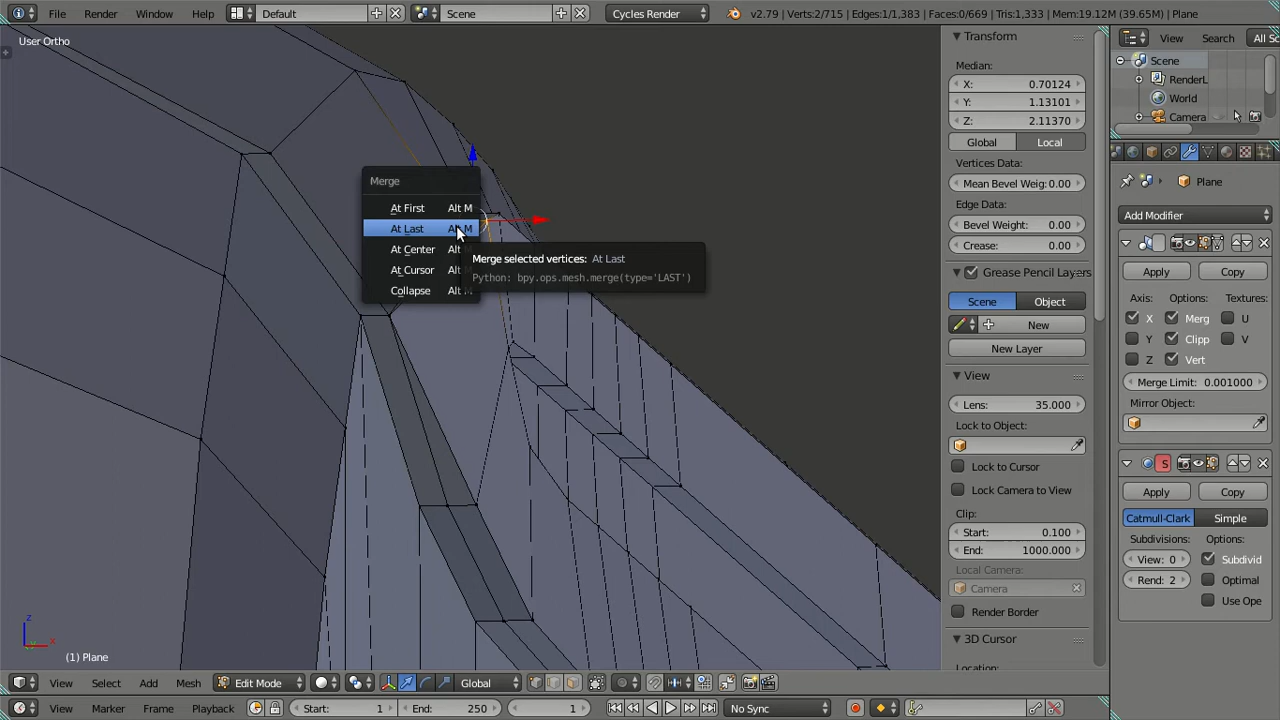 File Render Window Help Default Scene Cycles Render v2.79 | Verts:2/715 | Edges:1/1,383 | Faces:0/669 | Tris:1,333 | Mem:19.12M (39.65M) | Plane
User Ortho
Merge
At First Alt M
At Last Alt M
At Center Alt
At Cursor Alt
Collapse Alt M
Merge selected vertices: At Last
Python: bpy.ops.mesh.merge(type='LAST')
(1) Plane
Transform
Median:
X: 0.70124
Y: 1.13101
Z: 2.11370
Global Local
Vertices Data:
Mean Bevel Weig: 0.00
Edge Data:
Bevel Weight: 0.00
Crease: 0.00
Grease Pencil Layers
Scene Object
New
New Layer
View
Lens: 35.000
Lock to Object:
Lock to Cursor
Lock Camera to View
Clip:
Start: 0.100
End: 1000.000
Local Camera:
Camera
Render Border
3D Cursor
Location:
View Search All Sc
Scene
RenderL
World
Camera
Plane
Add Modifier
Apply Copy
Axis: Options: Textures:
X Merg U
Y Clipp V
Z Vert
Merge Limit: 0.001000
Mirror Object:
S
Apply Copy
Catmull-Clark Simple
Subdivisions: Options:
View: 0 Subdivid
Rend: 2 Optimal
Use Ope
View Select Add Mesh Edit Mode Global
View Marker Frame Playback Start: 1 End: 250 1 No Sync